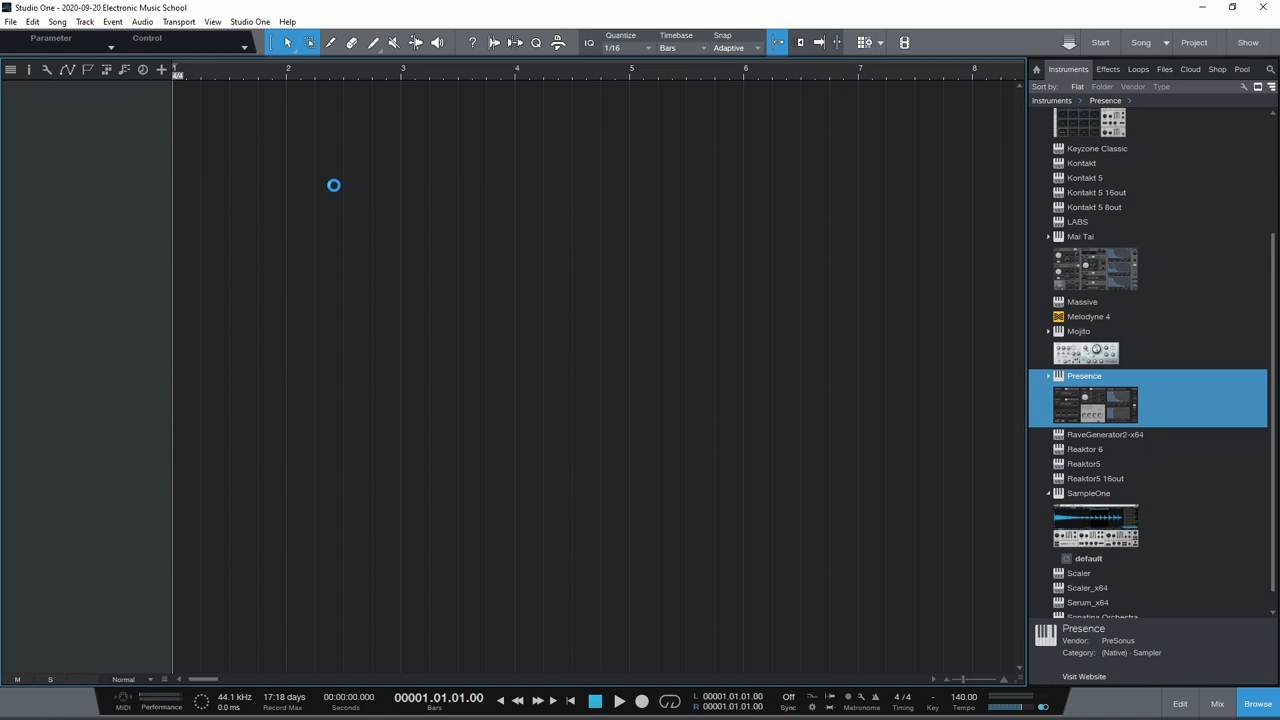 Studio One - 2020-09-20 Electronic Music School
File Edit Song Track Event Audio Transport View Studio One Help
Parameter Control
Quantize Timebase Snap
IQ 1/16 Bars Adaptive
Start Song Project Show
2 3 4 5 6 7 8
4/4
Instruments Effects Loops Files Cloud Shop Pool
Sort by: Flat Folder Vendor Type
Instruments Presence
Keyzone Classic
Kontakt
Kontakt 5
Kontakt 5 16out
Kontakt 5 8out
LABS
Mai Tai
Massive
Melodyne 4
Mojito
Presence
RaveGenerator2-x64
Reaktor 6
Reaktor5
Reaktor5 16out
SampleOne
default
Scaler
Scaler_x64
Serum_x64
Sonatina Orchestra
Presence
Vendor: PreSonus
Category: (Native) - Sampler
Visit Website
M S Normal
MIDI Performance
44.1 kHz
0.0 ms
17:18 days
Record Max
00:00:00.000
Seconds
00001.01.01.00
Bars
L 00001.01.01.00
R 00001.01.01.00
Off
Sync
Metronome
4 / 4
Timing
-
Key
140.00
Tempo
Edit Mix Browse